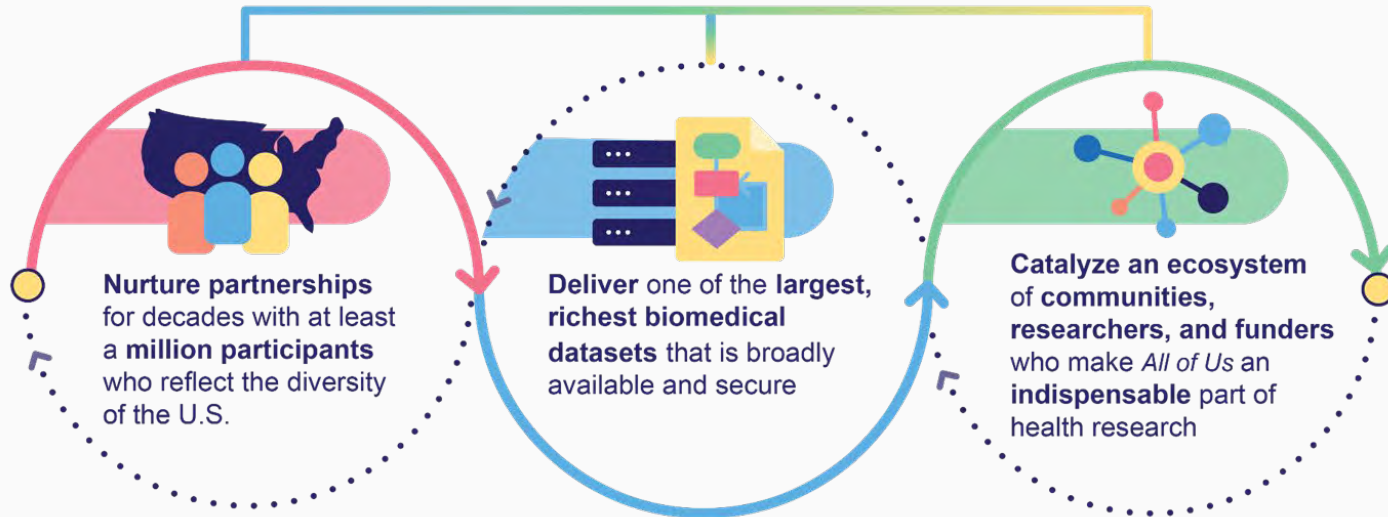 Nurture partnerships
for decades with at least
a million participants
who reflect the diversity
of the U.S.
Deliver one of the largest,
richest biomedical
datasets that is broadly
available and secure
Catalyze an ecosystem
of communities,
researchers, and funders
who make All of Us an
indispensable part of
health research